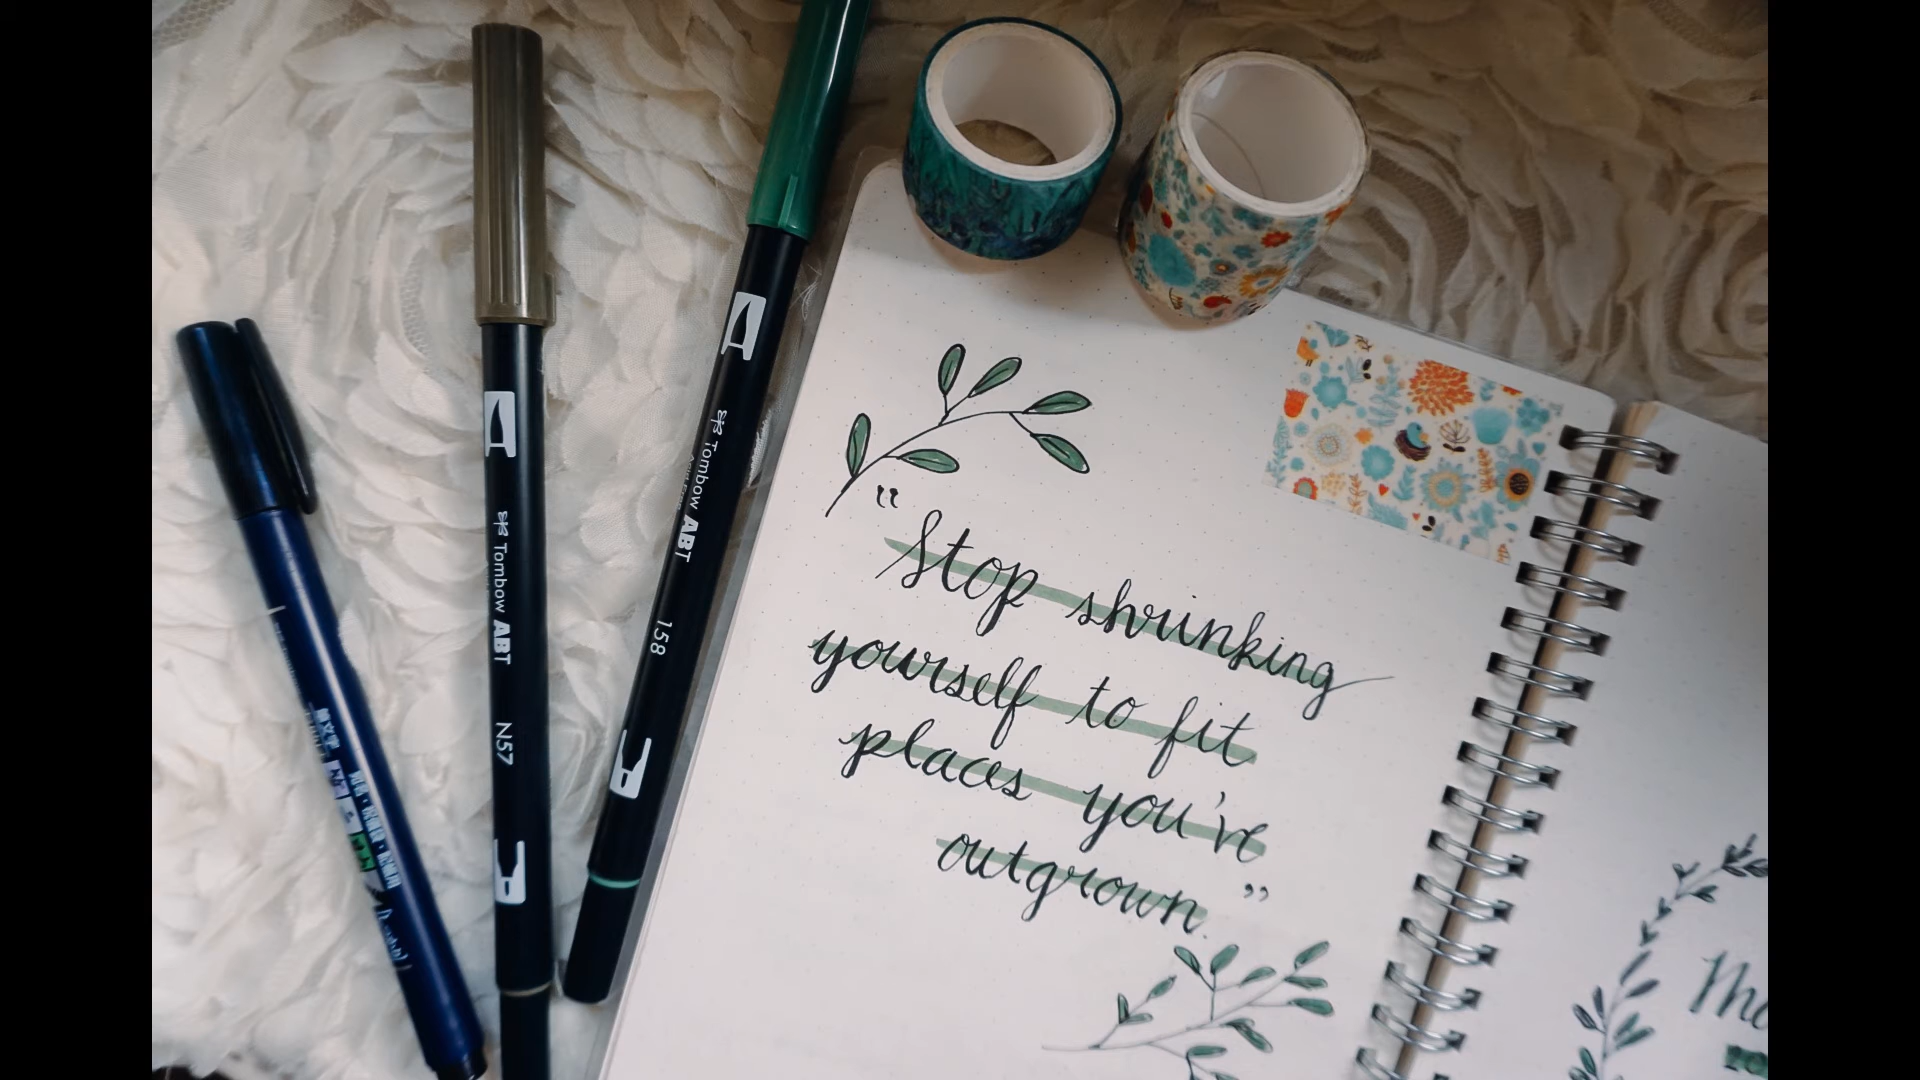 "Stop shrinking
yourself to fit
places you've
outgrown."
Tombow ABT
N57
Tombow ABT
158